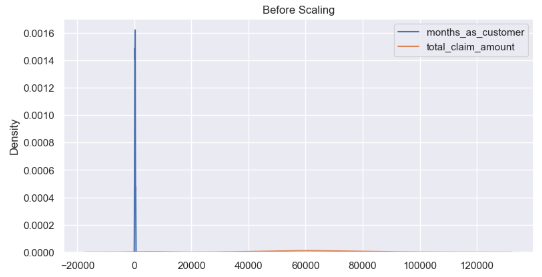 Before Scaling
months_as_customer
total_claim_amount
Density
0.0016
0.0014
0.0012
0.0010
0.0008
0.0006
0.0004
0.0002
0.0000
−20000 0 20000 40000 60000 80000 100000 120000